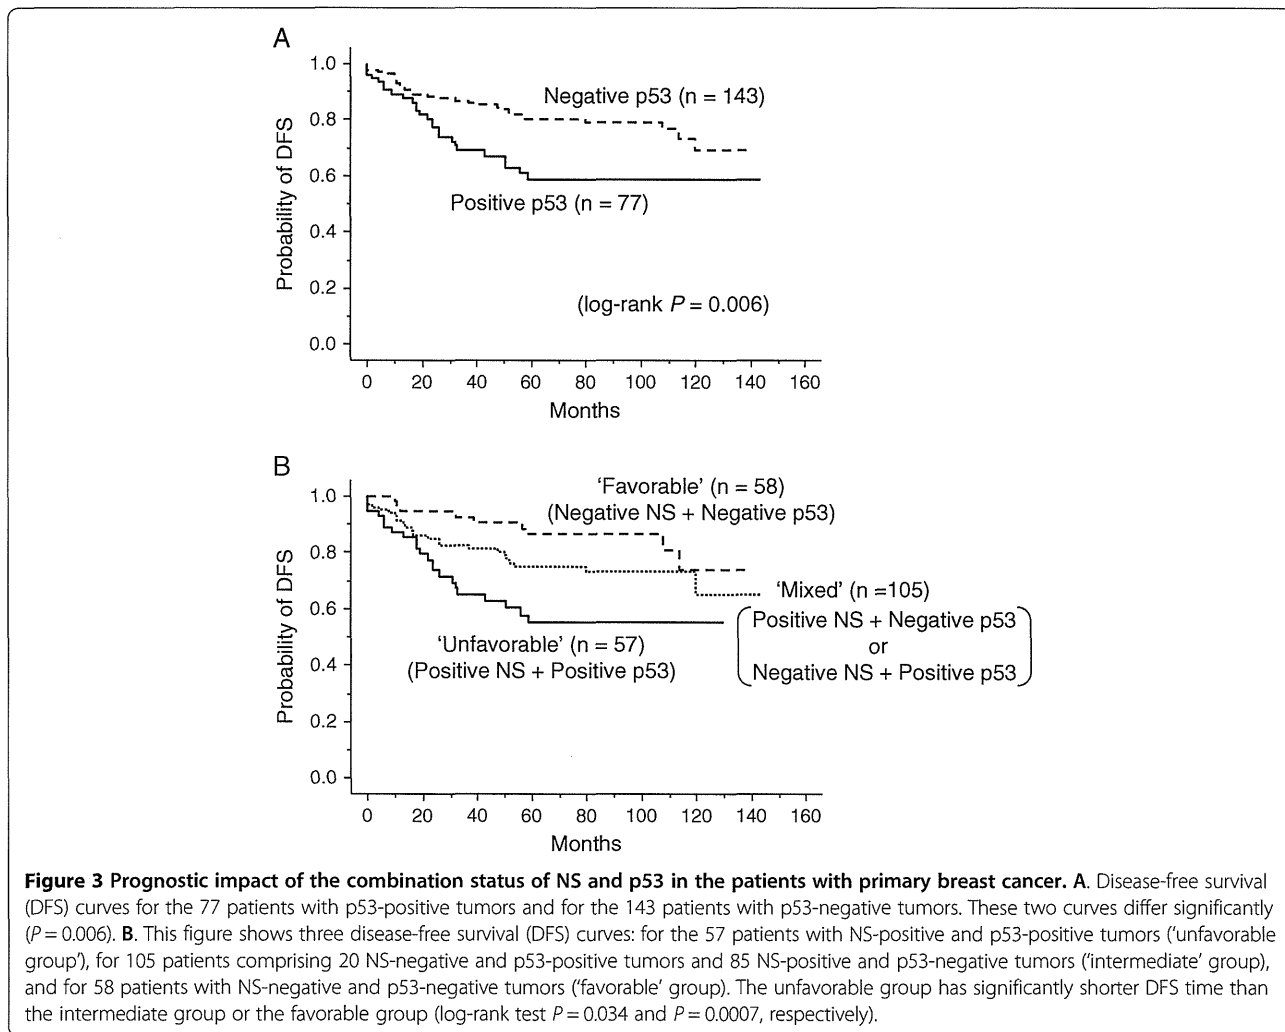 A
1.0
0.8
0.6
0.4
0.2
0.0
Probability of DFS
Negative p53 (n = 143)
Positive p53 (n = 77)
(log-rank P = 0.006)
0 20 40 60 80 100 120 140 160
Months
B
1.0
0.8
0.6
0.4
0.2
0.0
Probability of DFS
'Favorable' (n = 58)
(Negative NS + Negative p53)
'Mixed' (n =105)
(Positive NS + Negative p53
or
Negative NS + Positive p53)
'Unfavorable' (n = 57)
(Positive NS + Positive p53)
0 20 40 60 80 100 120 140 160
Months
Figure 3 Prognostic impact of the combination status of NS and p53 in the patients with primary breast cancer. A. Disease-free survival
(DFS) curves for the 77 patients with p53-positive tumors and for the 143 patients with p53-negative tumors. These two curves differ significantly
(P = 0.006). B. This figure shows three disease-free survival (DFS) curves: for the 57 patients with NS-positive and p53-positive tumors ('unfavorable
group'), for 105 patients comprising 20 NS-negative and p53-positive tumors and 85 NS-positive and p53-negative tumors ('intermediate' group),
and for 58 patients with NS-negative and p53-negative tumors ('favorable' group). The unfavorable group has significantly shorter DFS time than
the intermediate group or the favorable group (log-rank test P = 0.034 and P = 0.0007, respectively).